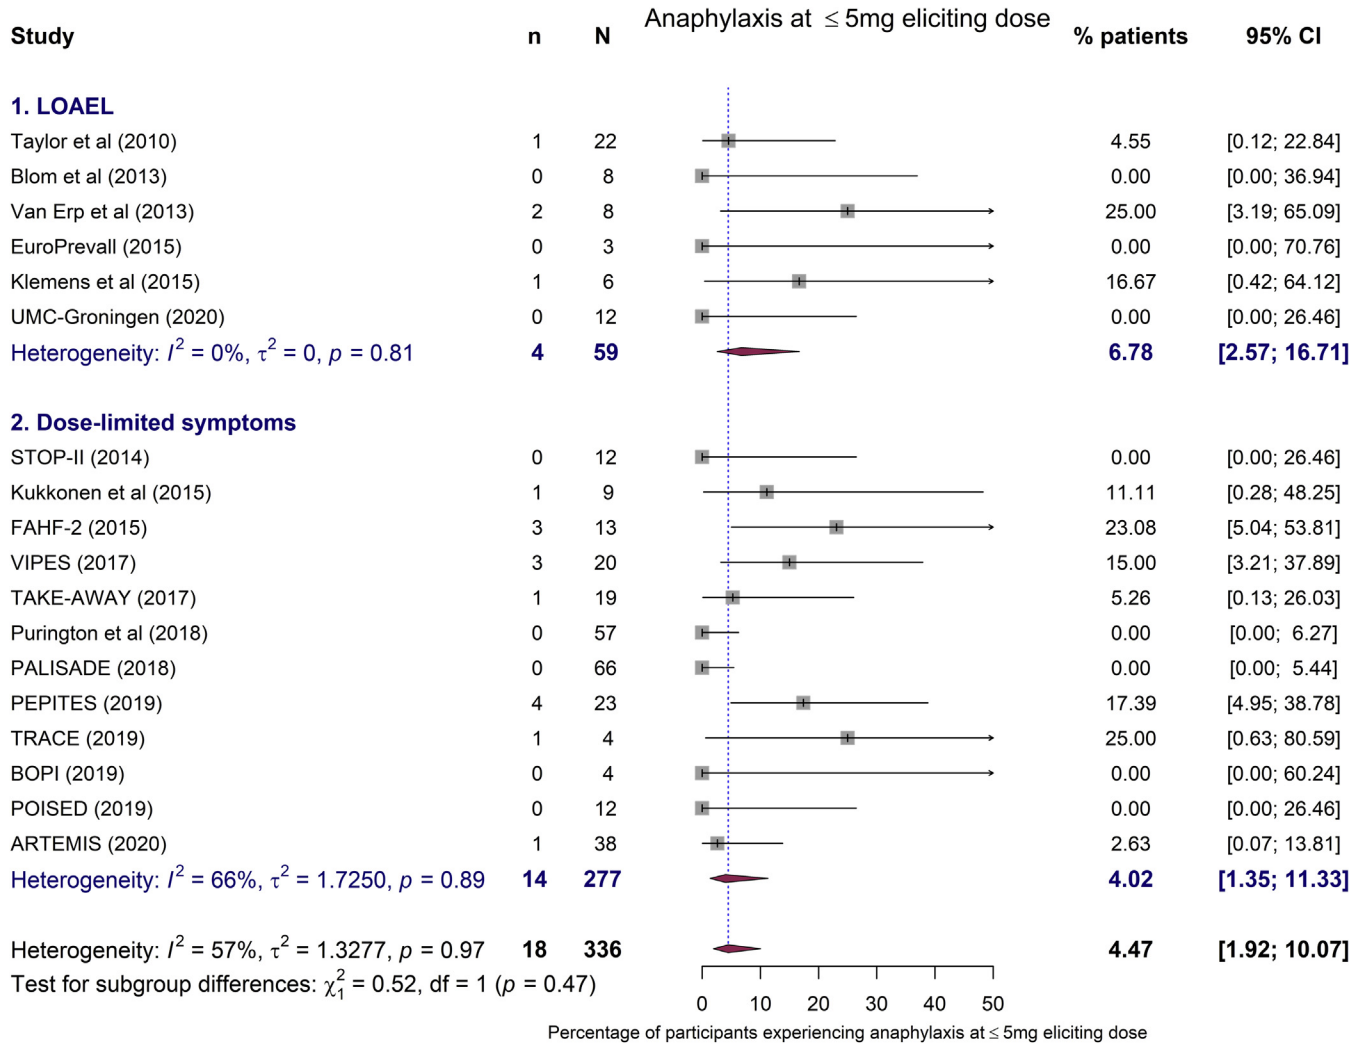 Anaphylaxis at ≤ 5mg eliciting dose
Study n N % patients 95% CI
1. LOAEL
Taylor et al (2010) 1 22 4.55 [0.12; 22.84]
Blom et al (2013) 0 8 0.00 [0.00; 36.94]
Van Erp et al (2013) 2 8 25.00 [3.19; 65.09]
EuroPrevall (2015) 0 3 0.00 [0.00; 70.76]
Klemens et al (2015) 1 6 16.67 [0.42; 64.12]
UMC-Groningen (2020) 0 12 0.00 [0.00; 26.46]
Heterogeneity: I² = 0%, τ² = 0, p = 0.81 4 59 6.78 [2.57; 16.71]
2. Dose-limited symptoms
STOP-II (2014) 0 12 0.00 [0.00; 26.46]
Kukkonen et al (2015) 1 9 11.11 [0.28; 48.25]
FAHF-2 (2015) 3 13 23.08 [5.04; 53.81]
VIPES (2017) 3 20 15.00 [3.21; 37.89]
TAKE-AWAY (2017) 1 19 5.26 [0.13; 26.03]
Purington et al (2018) 0 57 0.00 [0.00; 6.27]
PALISADE (2018) 0 66 0.00 [0.00; 5.44]
PEPITES (2019) 4 23 17.39 [4.95; 38.78]
TRACE (2019) 1 4 25.00 [0.63; 80.59]
BOPI (2019) 0 4 0.00 [0.00; 60.24]
POISED (2019) 0 12 0.00 [0.00; 26.46]
ARTEMIS (2020) 1 38 2.63 [0.07; 13.81]
Heterogeneity: I² = 66%, τ² = 1.7250, p = 0.89 14 277 4.02 [1.35; 11.33]
Heterogeneity: I² = 57%, τ² = 1.3277, p = 0.97 18 336 4.47 [1.92; 10.07]
Test for subgroup differences: χ²₁ = 0.52, df = 1 (p = 0.47)
0 10 20 30 40 50
Percentage of participants experiencing anaphylaxis at ≤ 5mg eliciting dose